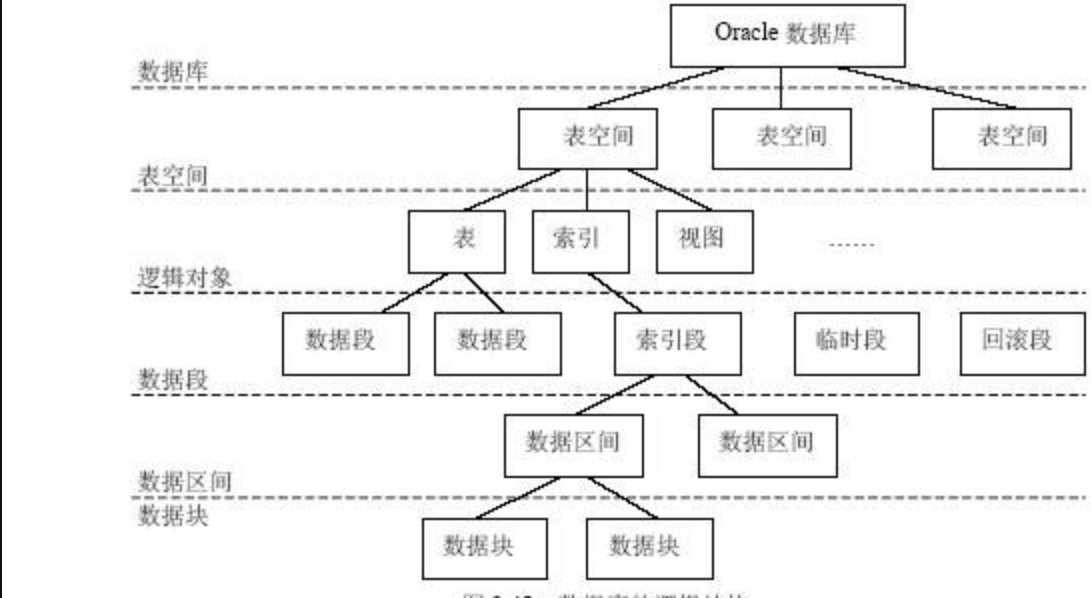 Oracle 数据库
数据库
表空间 表空间 表空间
表空间
表 索引 视图 ......
逻辑对象
数据段 数据段 索引段 临时段 回滚段
数据段
数据区间 数据区间
数据区间
数据块
数据块 数据块